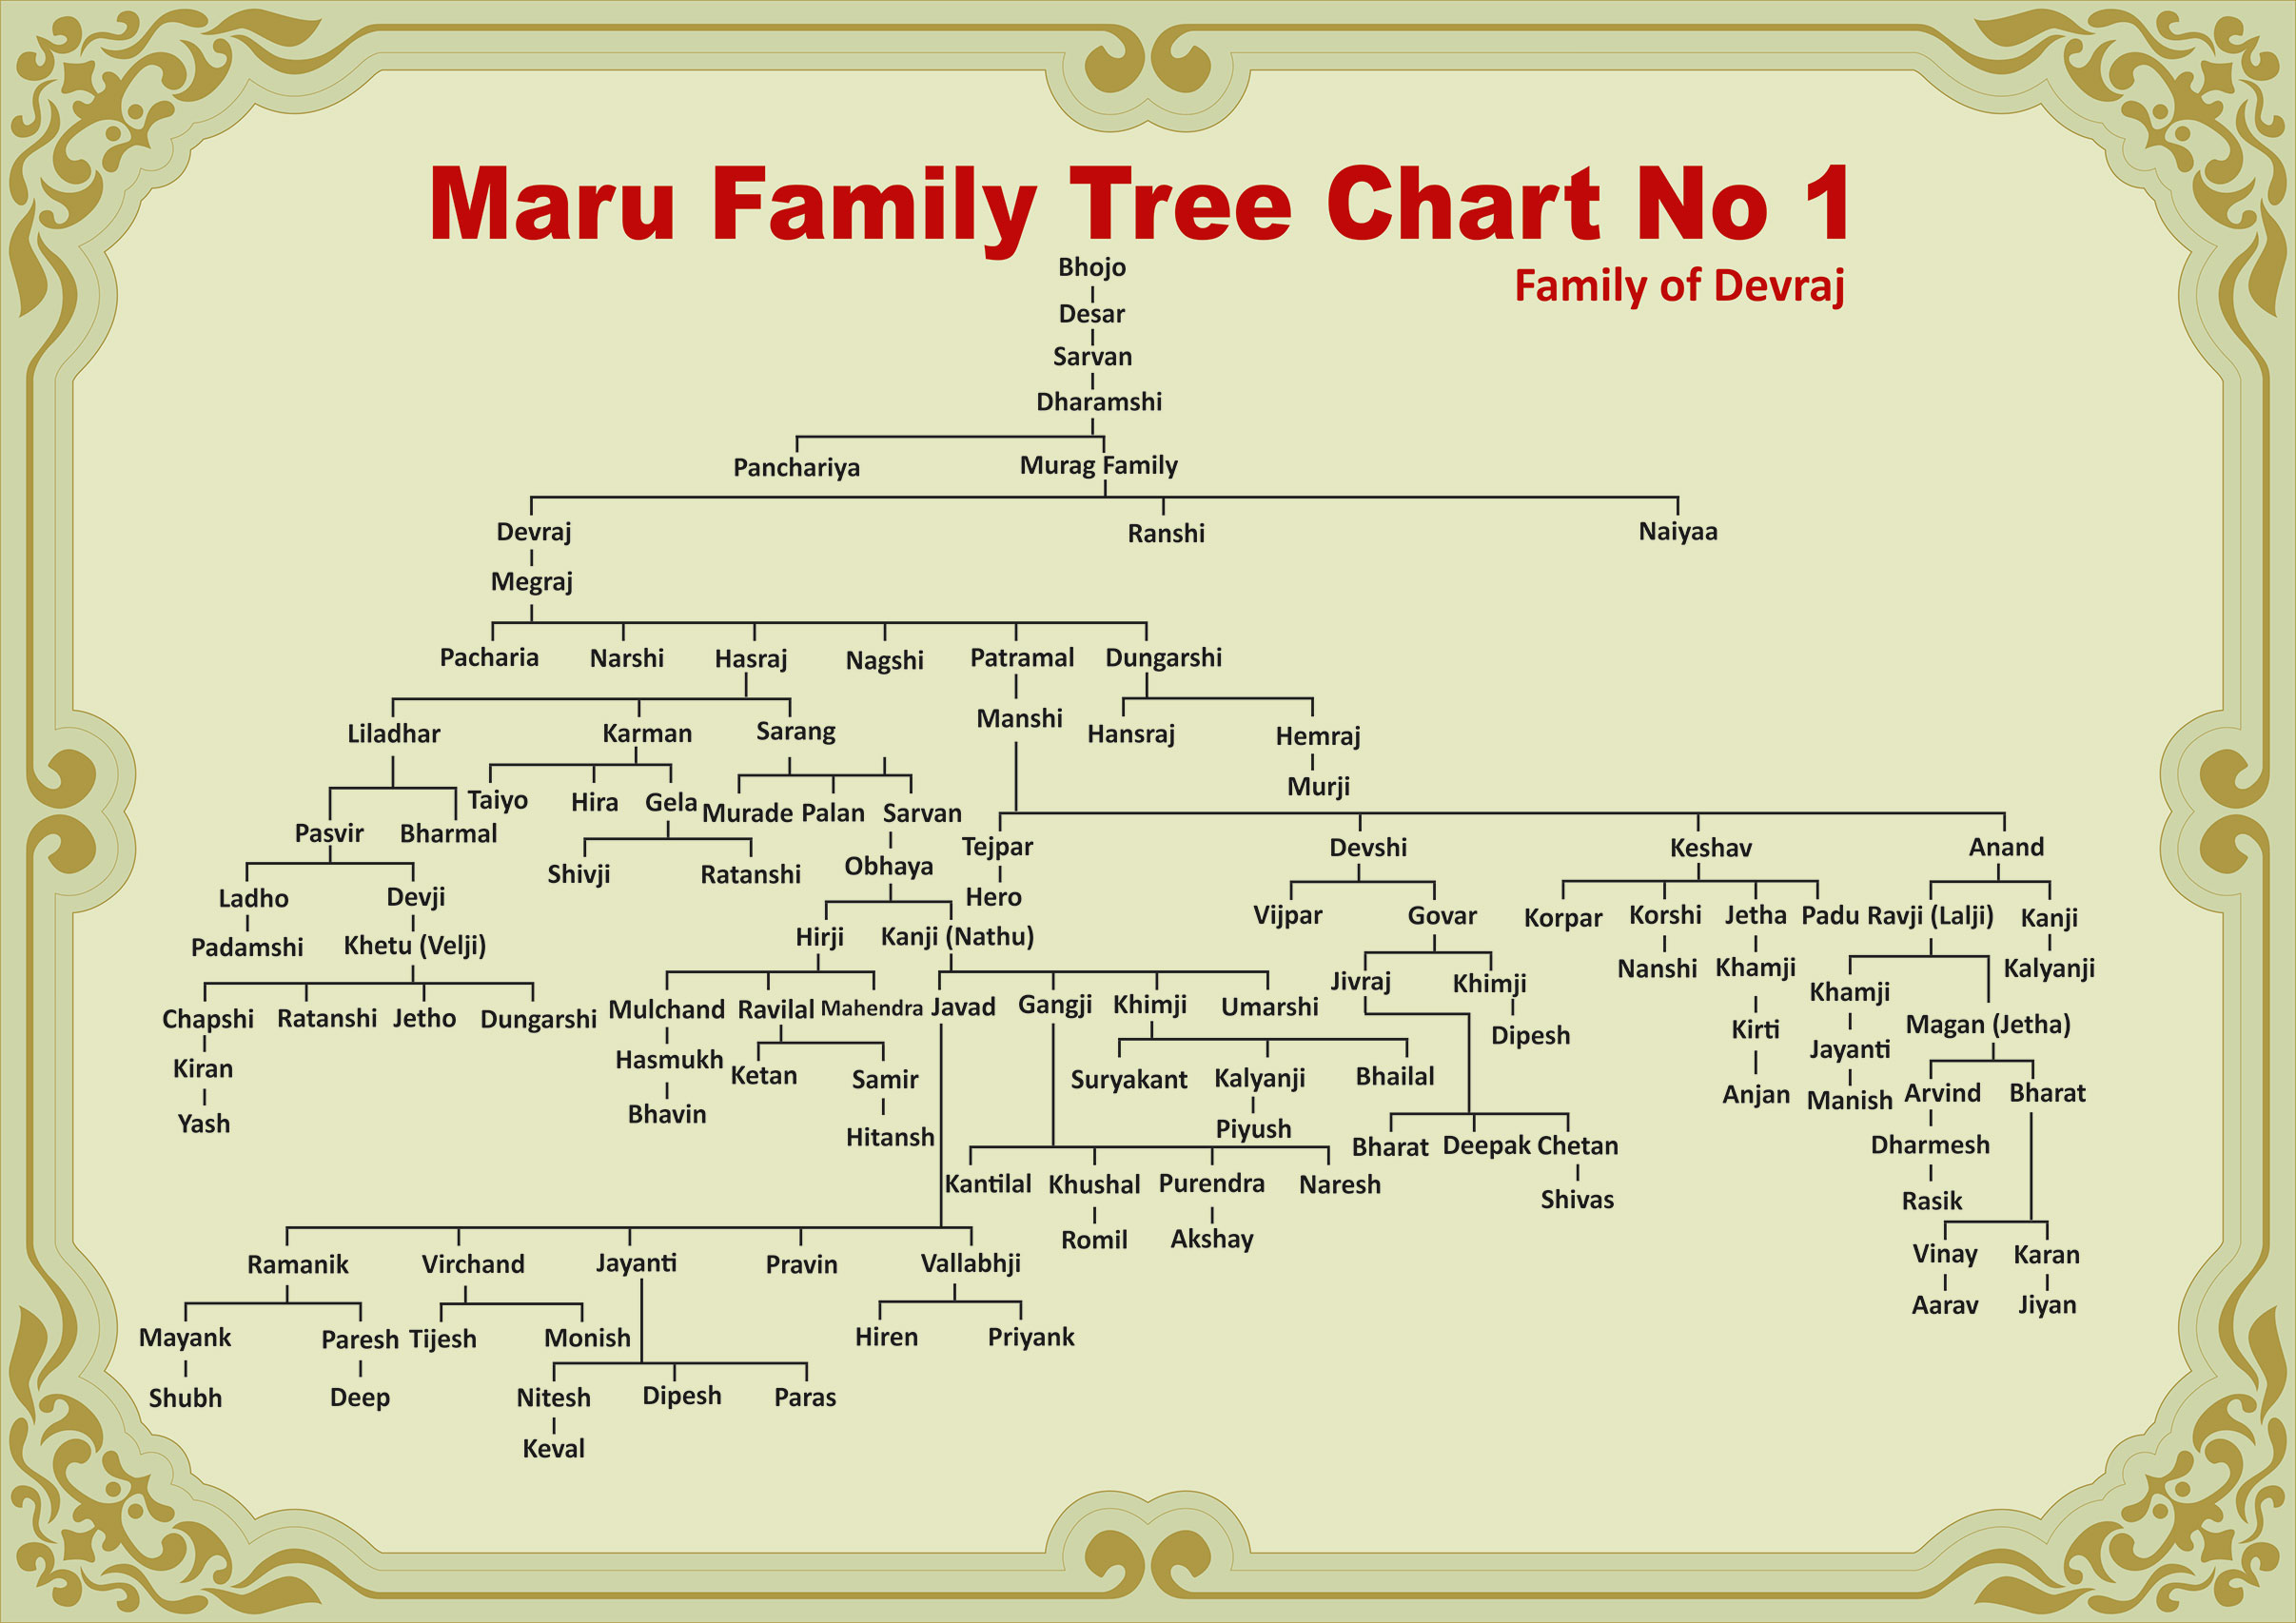 Maru Family Tree Chart No 1
Family of Devraj
Bhojo
Desar
Sarvan
Dharamshi
Panchariya Murag Family
Devraj Ranshi Naiyaa
Megraj
Pacharia Narshi Hasraj Nagshi Patramal Dungarshi
Liladhar Karman Sarang Manshi Hansraj Hemraj
Murji
Taiyo Hira Gela Murade Palan Sarvan
Pasvir Bharmal Tejpar Devshi Keshav Anand
Shivji Ratanshi Obhaya
Ladho Devji Hero Vijpar Govar Korpar Korshi Jetha Padu Ravji (Lalji) Kanji
Padamshi Khetu (Velji) Hirji Kanji (Nathu)
Jivraj Khimji Nanshi Khamji Khamji Kalyanji
Chapshi Ratanshi Jetho Dungarshi Mulchand Ravilal Mahendra Javad Gangji Khimji Umarshi
Dipesh Kirti Magan (Jetha)
Kiran Hasmukh Ketan Samir Suryakant Kalyanji Bhailal Jayanti
Anjan Manish Arvind Bharat
Yash Bhavin Hitansh Piyush Bharat Deepak Chetan Dharmesh
Kantilal Khushal Purendra Naresh Shivas Rasik
Romil Akshay
Ramanik Virchand Jayanti Pravin Vallabhji Vinay Karan
Aarav Jiyan
Mayank Paresh Tijesh Monish Hiren Priyank
Shubh Deep Nitesh Dipesh Paras
Keval